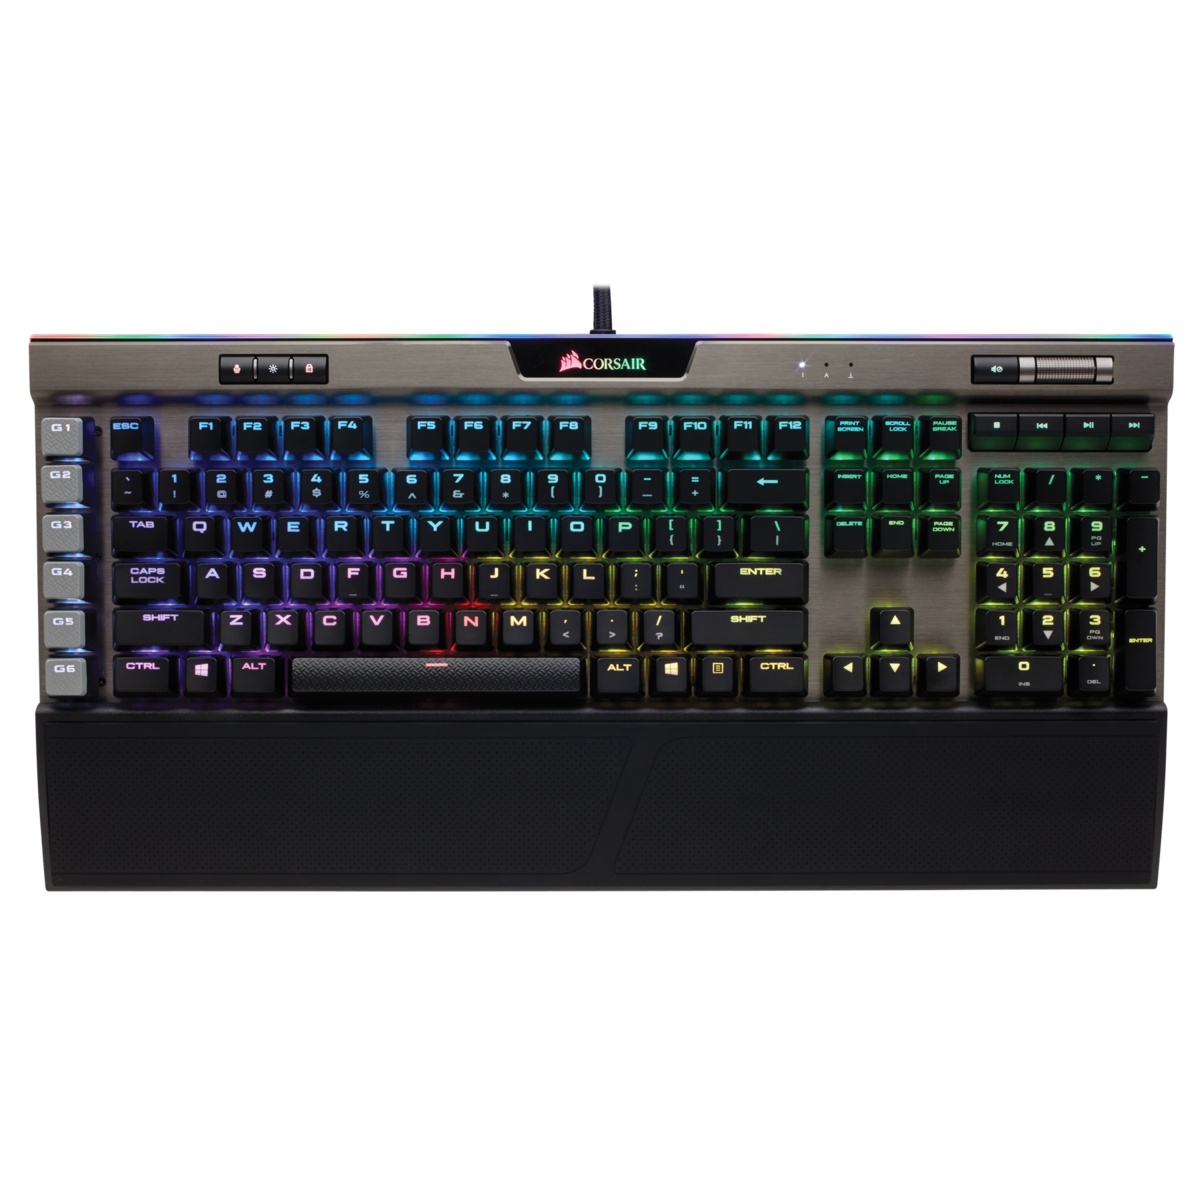 CORSAIR
1 A
G1 ESC F1 F2 F3 F4 F5 F6 F7 F8 F9 F10 F11 F12 PRINT SCREEN SCROLL LOCK PAUSE BREAK
G2 ` ~ 1 ! 2 @ 3 # 4 $ 5 % 6 ^ 7 & 8 * 9 ( 0 ) - _ = + ← INSERT HOME PAGE UP NUM LOCK / * -
G3 TAB Q W E R T Y U I O P [ { ] } \ | DELETE END PAGE DOWN 7 HOME 8 ▲ 9 PG UP +
G4 CAPS LOCK A S D F G H J K L ; : ' " ENTER 4 ◀ 5 6 ▶
G5 SHIFT Z X C V B N M , < . > / ? SHIFT ▲ 1 END 2 ▼ 3 PG DWN ENTER
G6 CTRL ALT ALT CTRL ◀ ▼ ▶ 0 INS . DEL